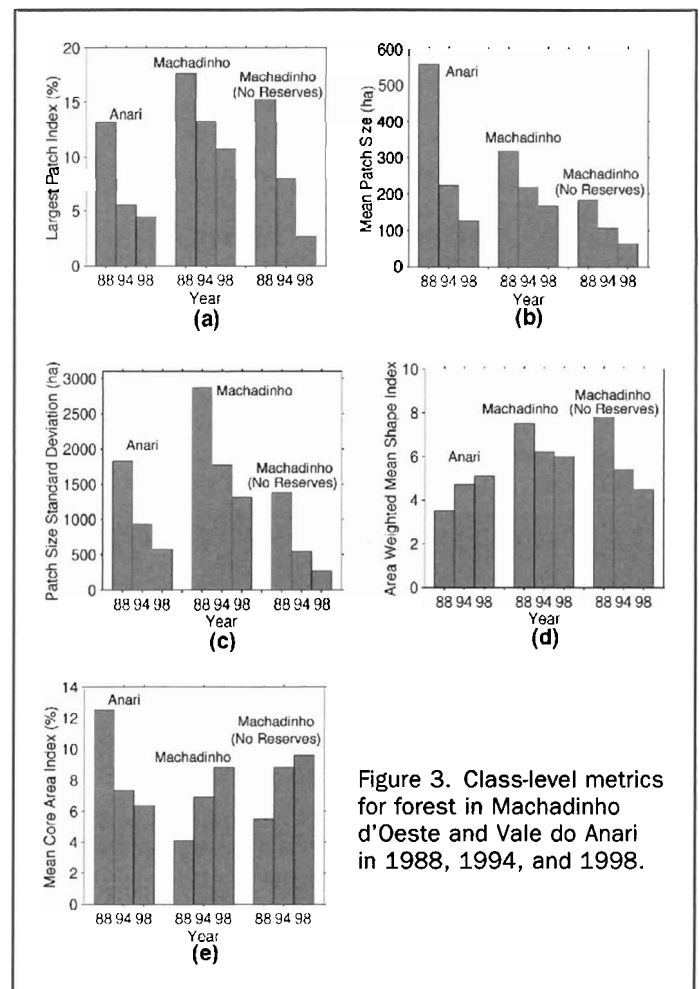 20
15
10
5
0
Largest Patch Index (%)
Anari
Machadinho
Machadinho
(No Reserves)
88 94 98 88 94 98 88 94 98
Year
(a)
600
500
400
300
200
100
0
Mean Patch Size (ha)
Anari
Machadinho
Machadinho
(No Reserves)
88 94 98 88 94 98 88 94 98
Year
(b)
3000
2500
2000
1500
1000
500
0
Patch Size Standard Deviation (ha)
Anari
Machadinho
Machadinho
(No Reserves)
88 94 98 88 94 98 88 94 98
Year
(c)
10
8
6
4
2
0
Area Weighted Mean Shape Index
Anari
Machadinho
Machadinho
(No Reserves)
88 94 98 88 94 98 88 94 98
Year
(d)
14
12
10
8
6
4
2
0
Mean Core Area Index (%)
Anari
Machadinho
Machadinho
(No Reserves)
88 94 98 88 94 98 88 94 98
Year
(e)
Figure 3. Class-level metrics
for forest in Machadinho
d'Oeste and Vale do Anari
in 1988, 1994, and 1998.